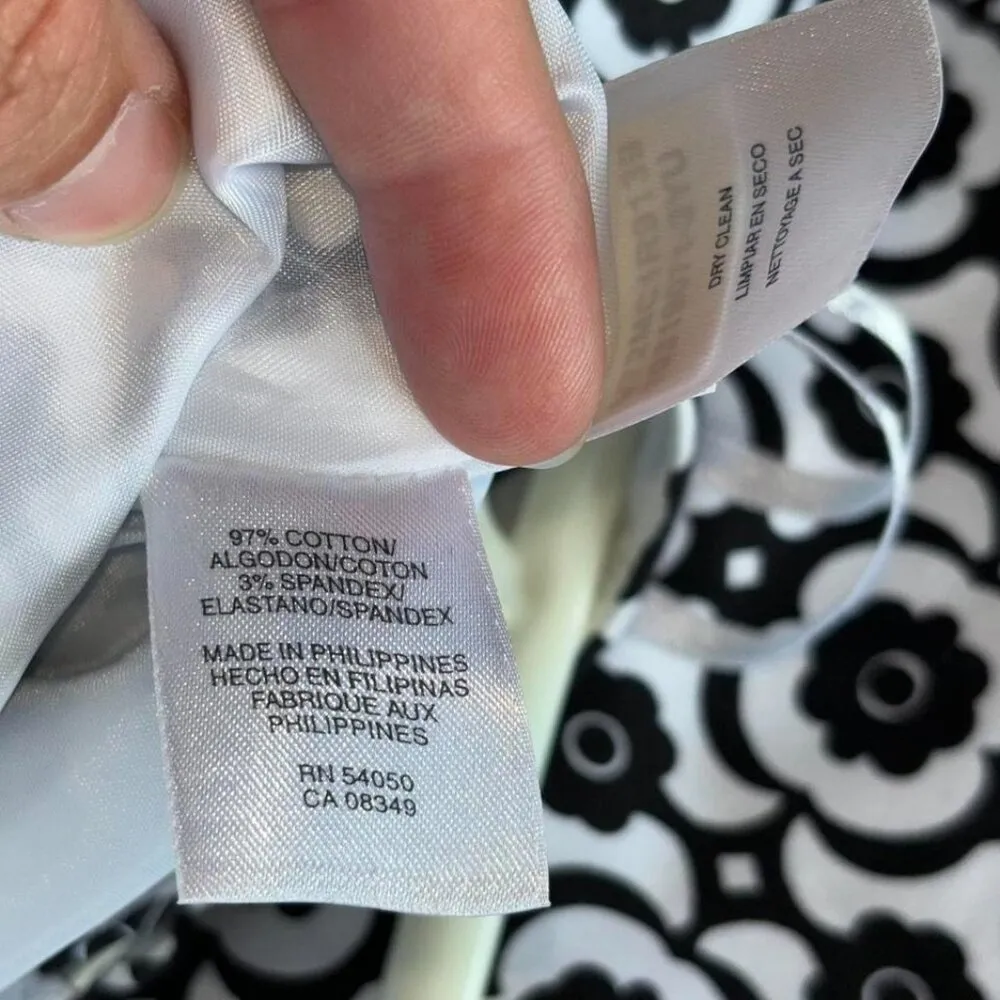 DRY CLEAN
LIMPIAR EN SECO
NETTOYAGE A SEC
97% COTTON/
ALGODON/COTON
3% SPANDEX/
ELASTANO/SPANDEX
MADE IN PHILIPPINES
HECHO EN FILIPINAS
FABRIQUE AUX
PHILIPPINES
RN 54050
CA 08349